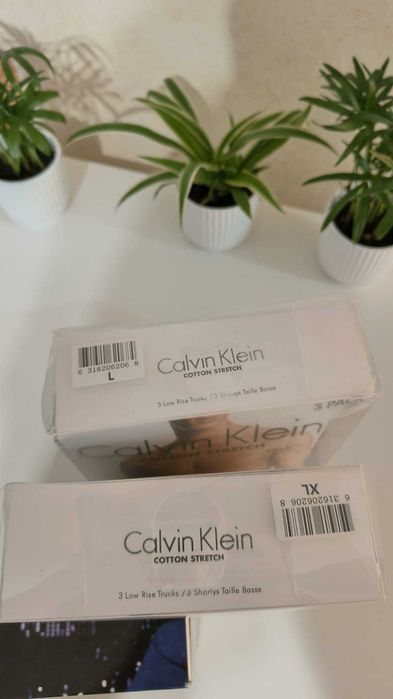 6 316206206 8
L
Calvin Klein
COTTON STRETCH
3 Low Rise Trunks / 3 Shortys Taille Basse
3 PACK
Calvin Klein
XL
6 316206206 8
Calvin Klein
COTTON STRETCH
3 Low Rise Trunks / 3 Shortys Taille Basse